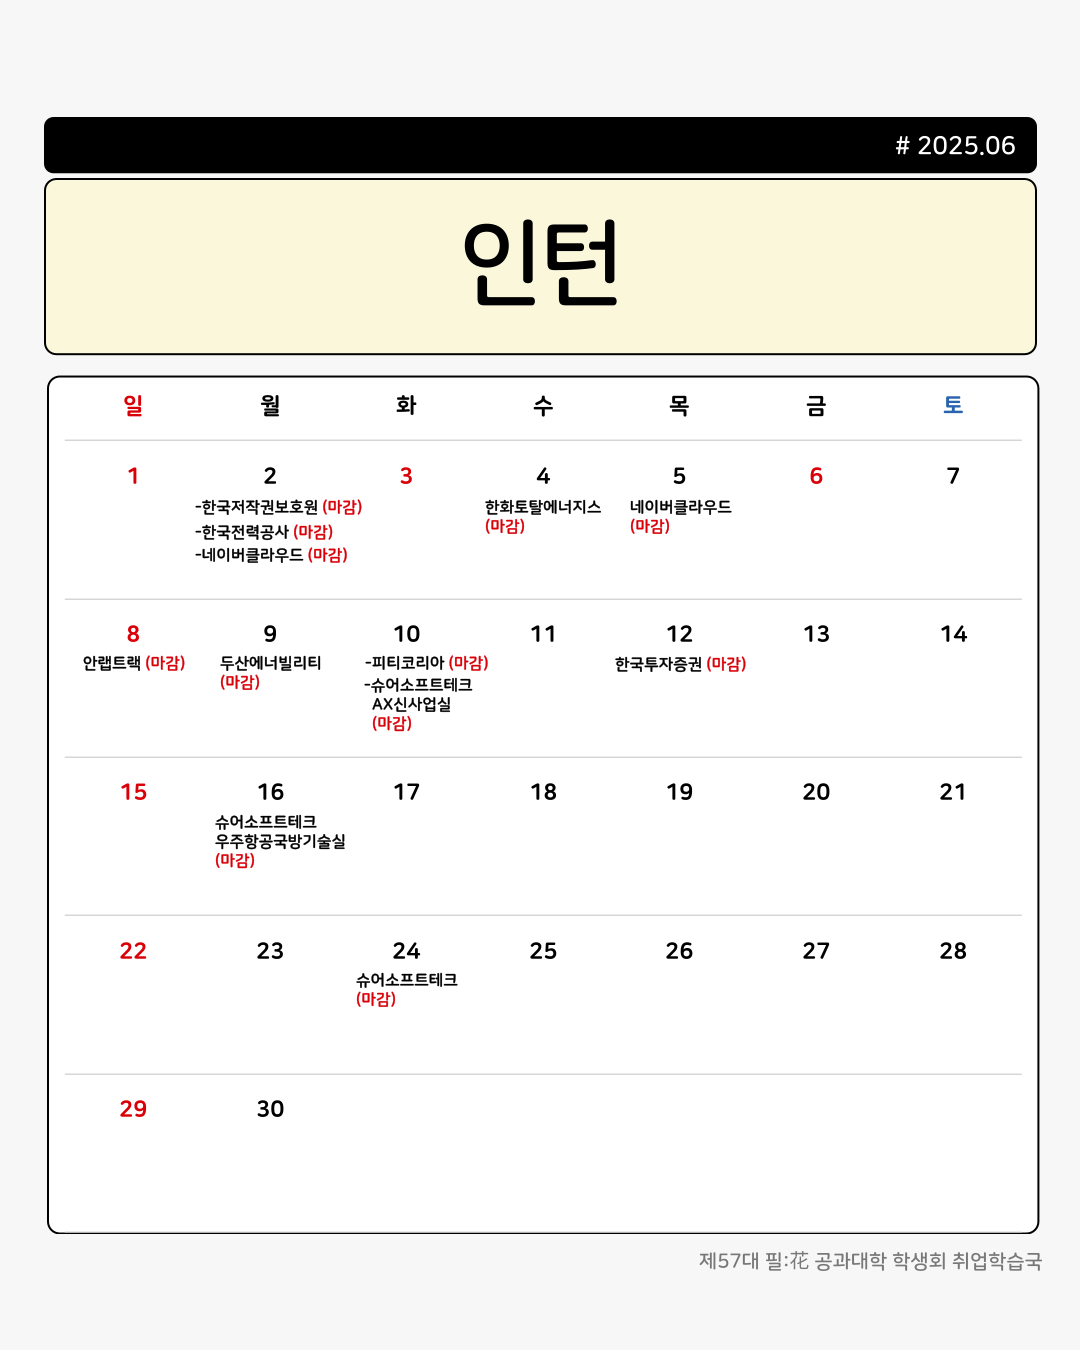 # 2025.06
인턴
일 월 화 수 목 금 토
1 2 3 4 5 6 7
-한국저작권보호원 (마감)
-한국전력공사 (마감)
-네이버클라우드 (마감)
한화토탈에너지스
(마감)
네이버클라우드
(마감)
8 9 10 11 12 13 14
안랩트랙 (마감)
두산에너빌리티
(마감)
-피티코리아 (마감)
-슈어소프트테크
AX신사업실
(마감)
한국투자증권 (마감)
15 16 17 18 19 20 21
슈어소프트테크
우주항공국방기술실
(마감)
22 23 24 25 26 27 28
슈어소프트테크
(마감)
29 30
제57대 필:花 공과대학 학생회 취업학습국